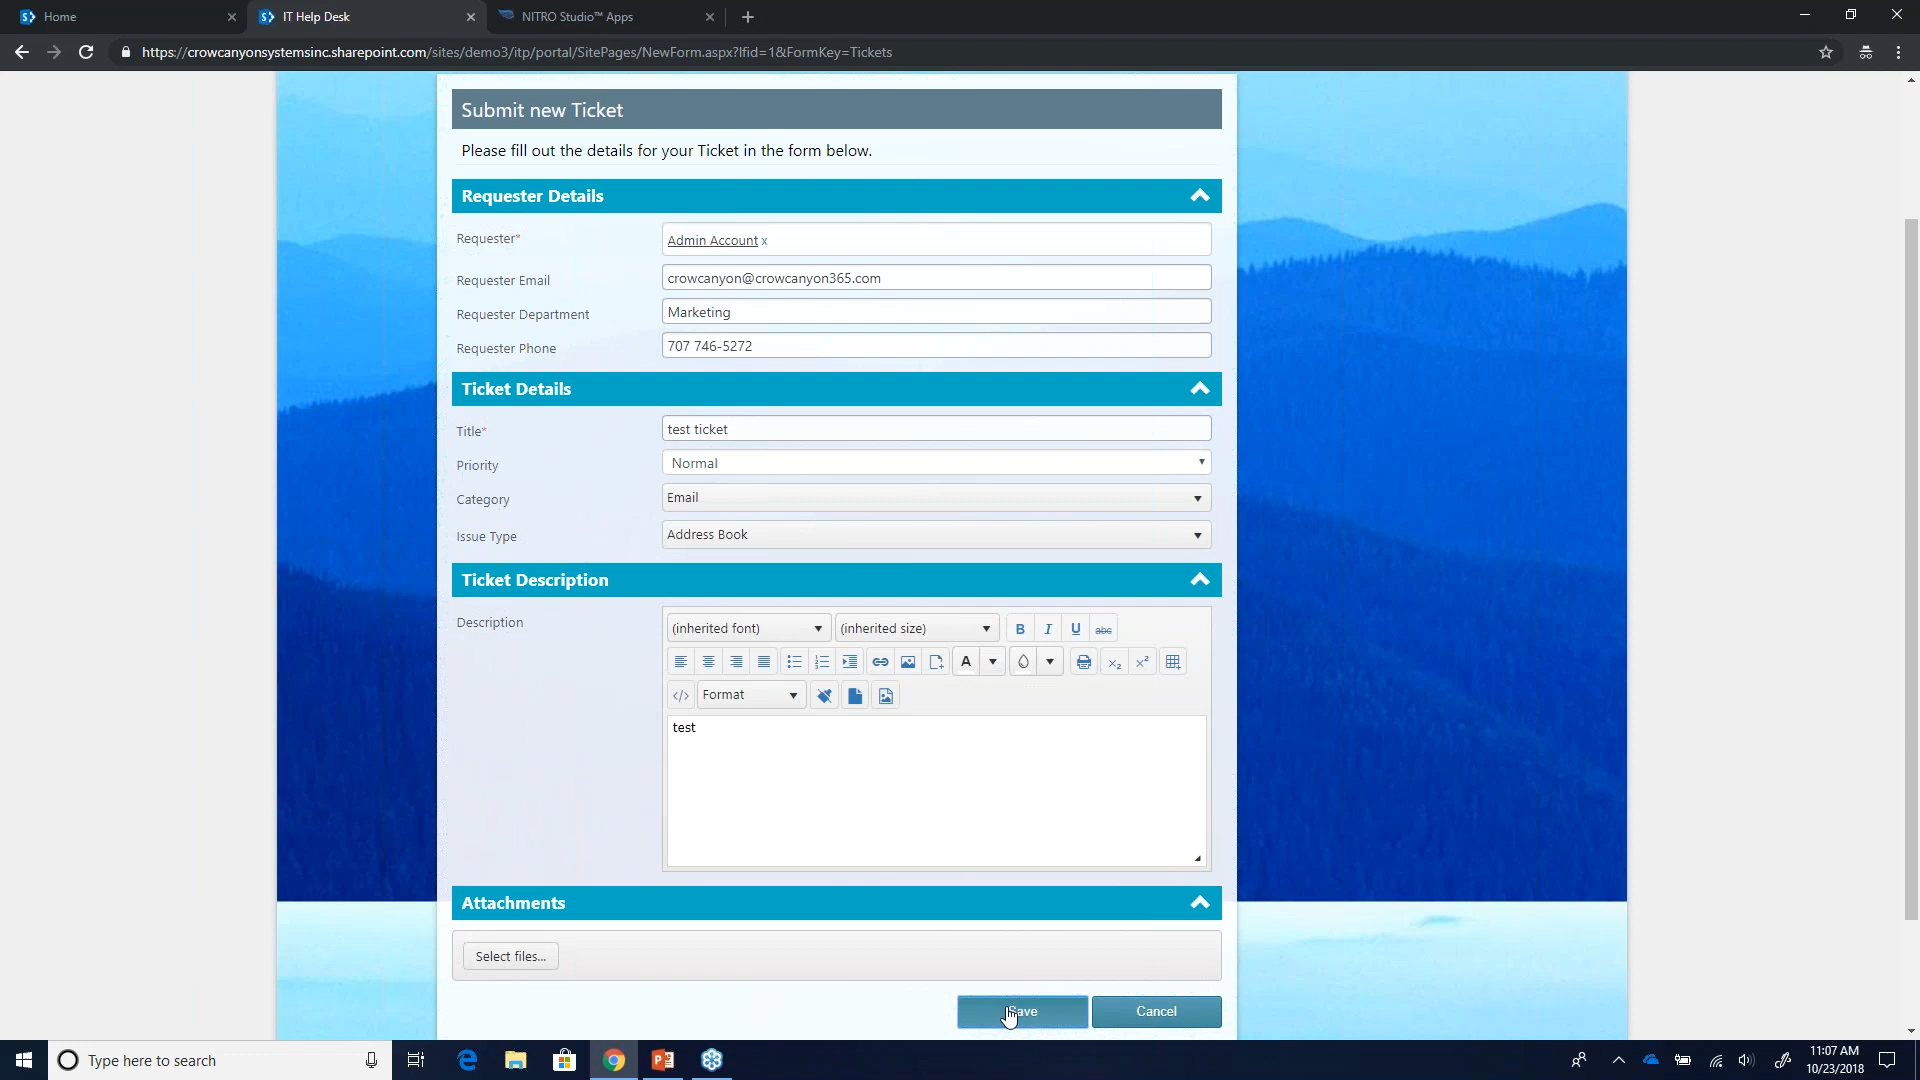 Home
IT Help Desk
NITRO Studio™ Apps
https://crowcanyonsystemsinc.sharepoint.com/sites/demo3/itp/portal/SitePages/NewForm.aspx?lfid=1&FormKey=Tickets
Submit new Ticket
Please fill out the details for your Ticket in the form below.
Requester Details
Requester*
Admin Account x
Requester Email
crowcanyon@crowcanyon365.com
Requester Department
Marketing
Requester Phone
707 746-5272
Ticket Details
Title*
test ticket
Priority
Normal
Category
Email
Issue Type
Address Book
Ticket Description
Description
(inherited font)
(inherited size)
B I U abc
A
Format
test
Attachments
Select files...
Save
Cancel
Type here to search
11:07 AM
10/23/2018